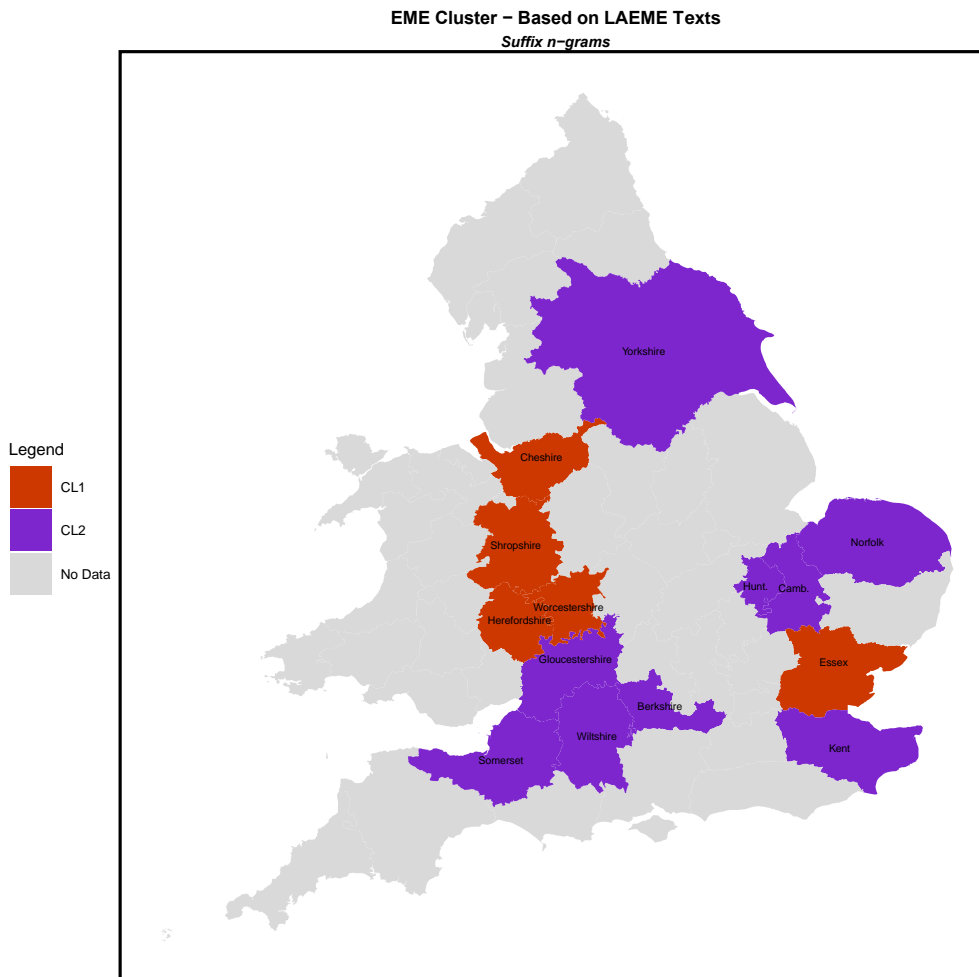 EME Cluster − Based on LAEME Texts
Suffix n−grams
Yorkshire
Legend
CL1
CL2
No Data
Cheshire
Shropshire
Norfolk
Hunt.
Camb.
Worcestershire
Herefordshire
Gloucestershire
Essex
Berkshire
Wiltshire
Kent
Somerset